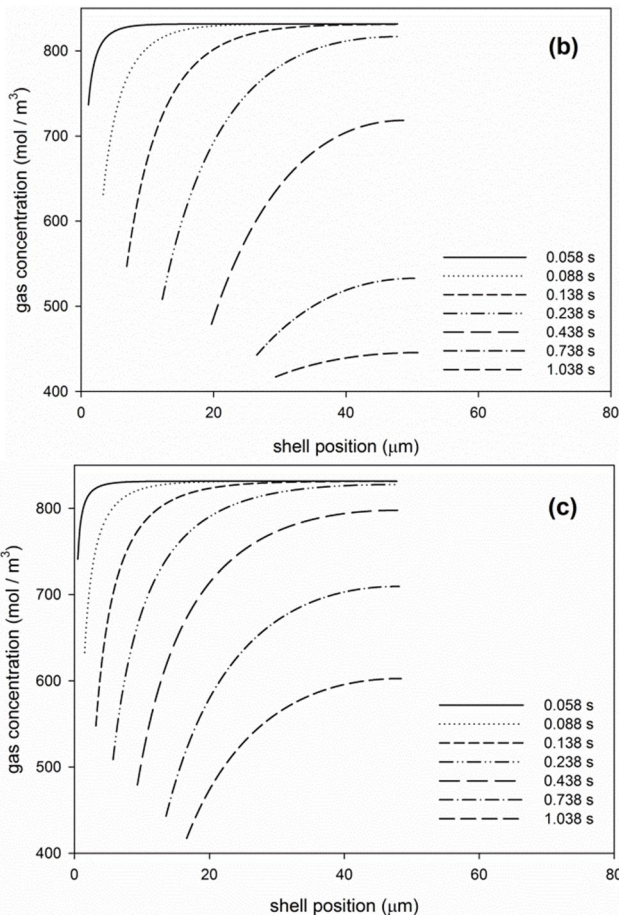 800
700
600
500
400
gas concentration (mol / m³)
(b)
0.058 s
0.088 s
0.138 s
0.238 s
0.438 s
0.738 s
1.038 s
0 20 40 60 80
shell position (μm)
800
700
600
500
400
gas concentration (mol / m³)
(c)
0.058 s
0.088 s
0.138 s
0.238 s
0.438 s
0.738 s
1.038 s
0 20 40 60 80
shell position (μm)